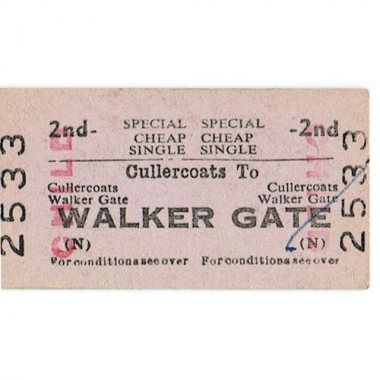 2nd- SPECIAL SPECIAL -2nd
CHEAP CHEAP
SINGLE SINGLE
Cullercoats To
Cullercoats Cullercoats
Walker Gate Walker Gate
WALKER GATE
(N) (N)
For conditions see over For conditions see over
2533
2533